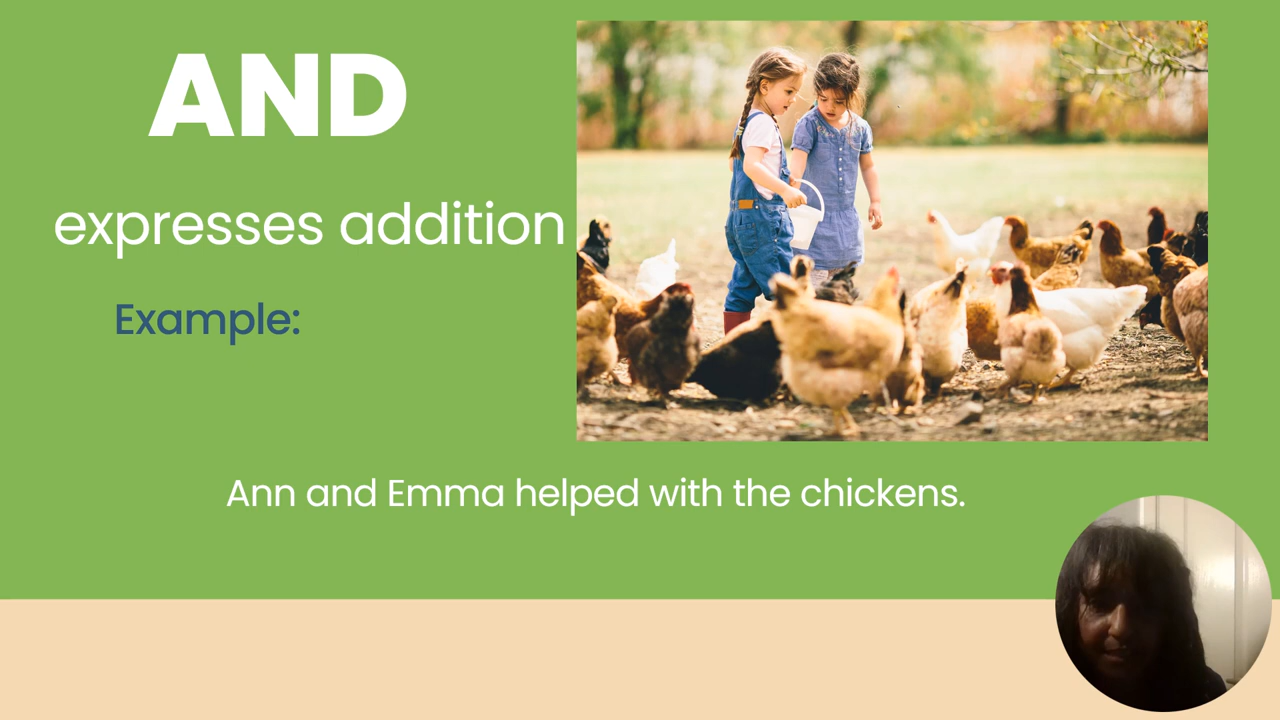 AND
expresses addition
Example:
Ann and Emma helped with the chickens.